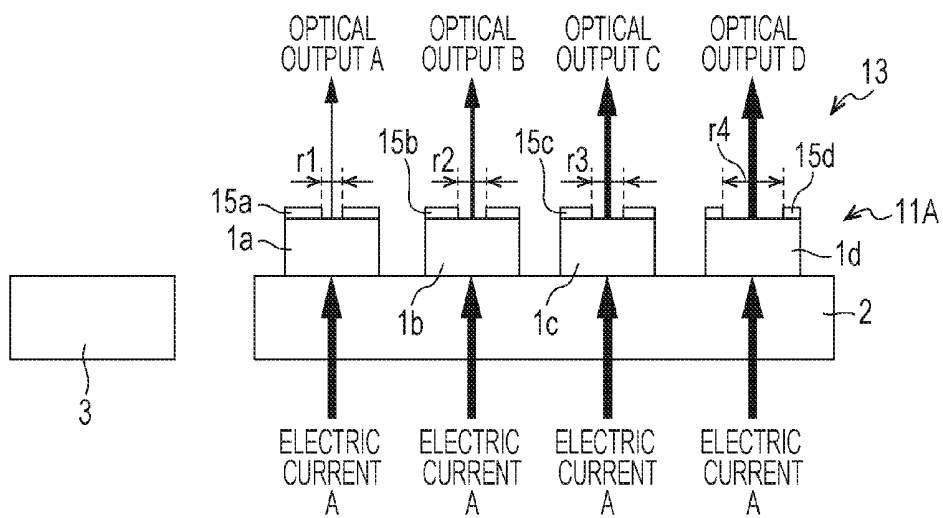 OPTICAL OUTPUT A
OPTICAL OUTPUT B
OPTICAL OUTPUT C
OPTICAL OUTPUT D
13
r1
15b
r2
15c
r3
r4
15d
15a
11A
1a
1d
1b
1c
2
3
ELECTRIC CURRENT A
ELECTRIC CURRENT A
ELECTRIC CURRENT A
ELECTRIC CURRENT A